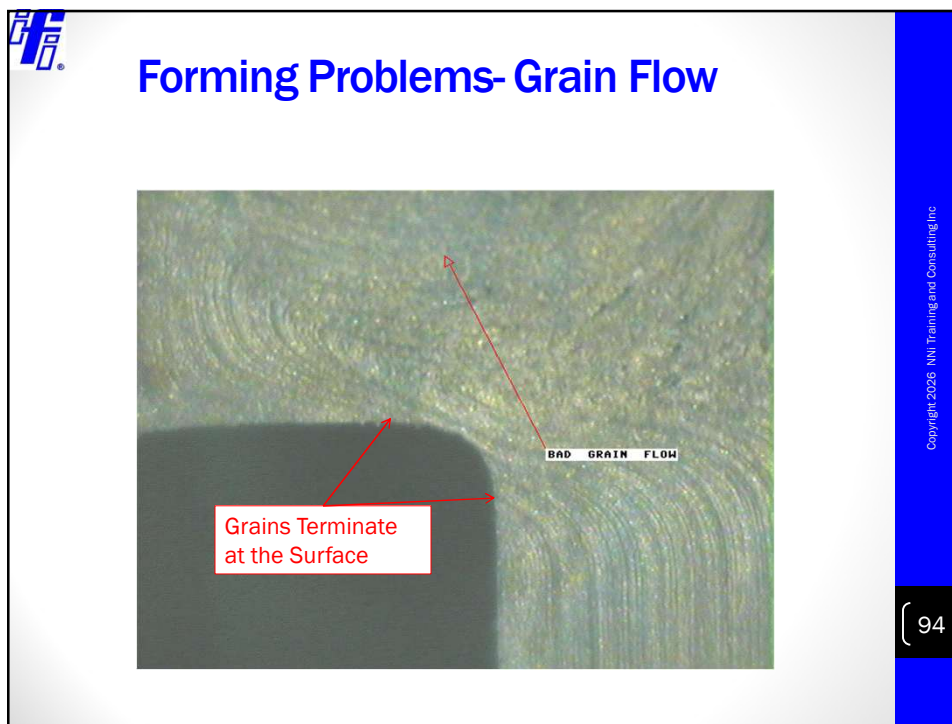 Forming Problems- Grain Flow
BAD GRAIN FLOW
Grains Terminate
at the Surface
Copyright 2026 NNi Training and Consulting Inc
94